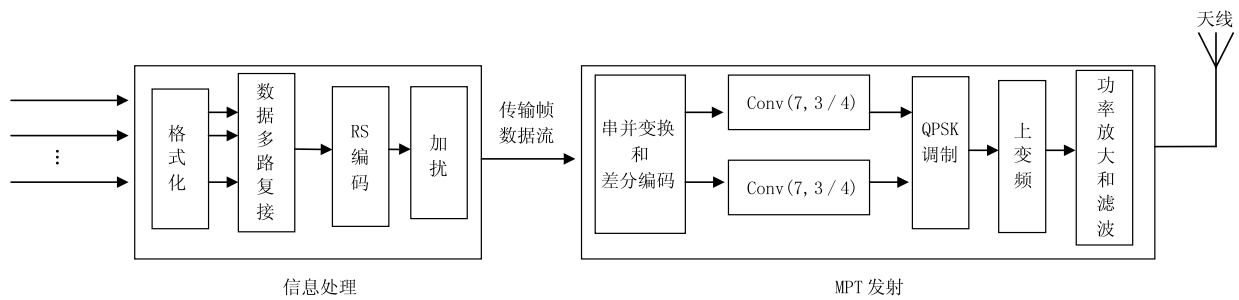 天线
格式化
数据多路复接
RS
编码
加扰
传输帧
数据流
串并变换
和
差分编码
Conv(7,3/4)
Conv(7,3/4)
QPSK
调制
上变频
功率放大和滤波
信息处理
MPT 发射